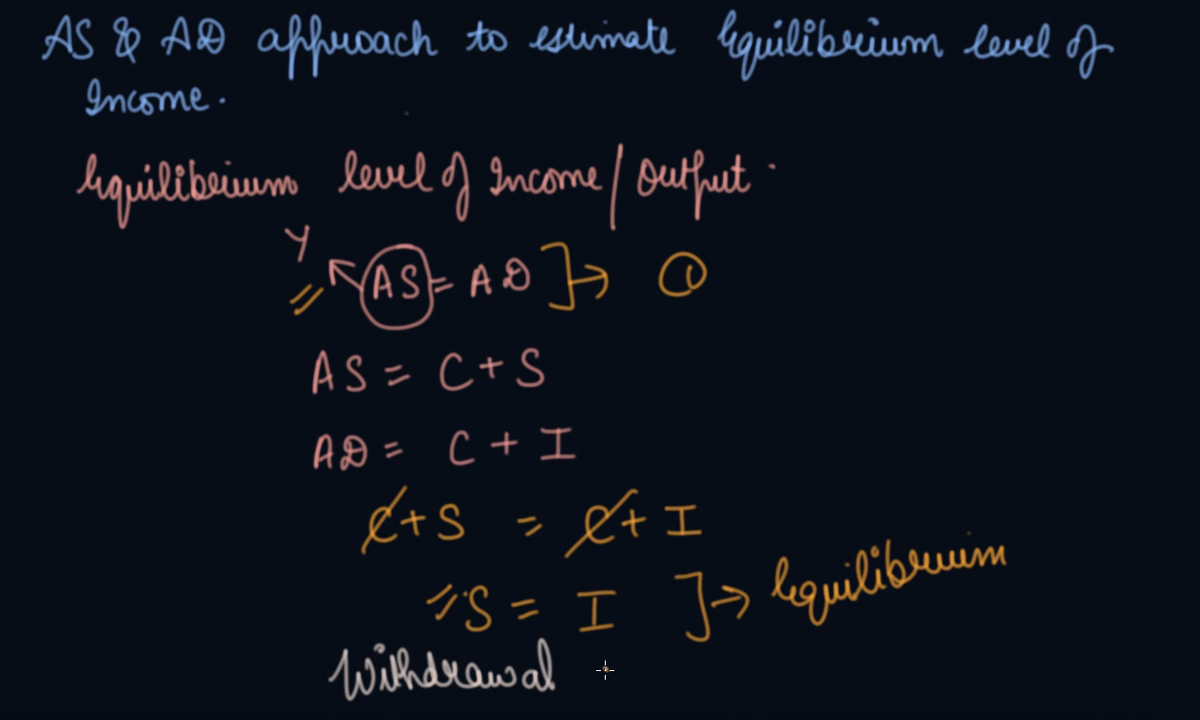 AS & AD approach to estimate Equilibrium level of
Income.
Equilibrium level of Income/Output.
Y
AS = AD ] → ①
AS = C + S
AD = C + I
C + S = C + I
S = I ] → Equilibrium
Withdrawal